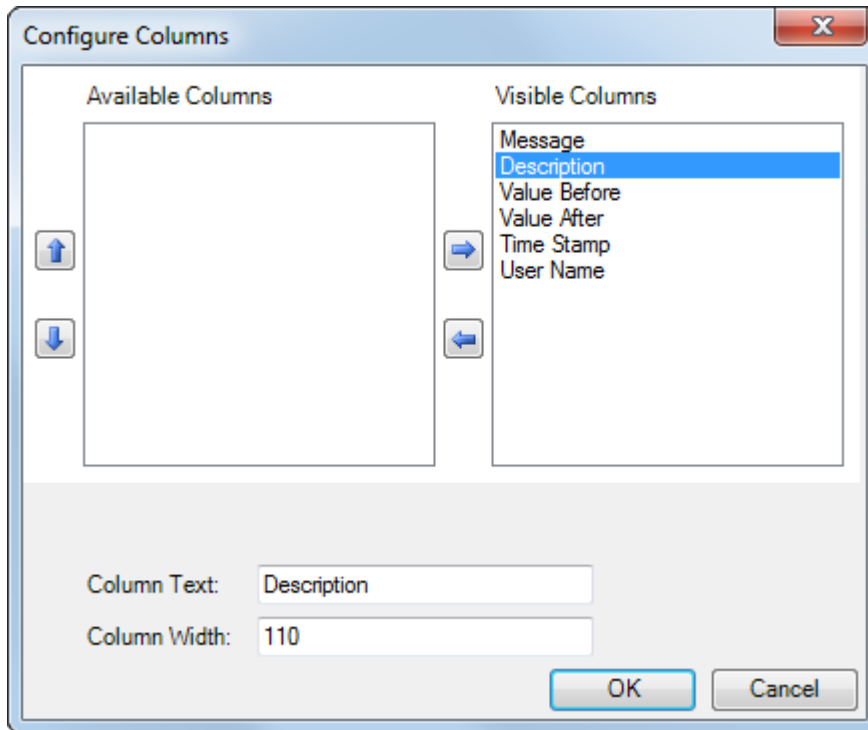 Configure Columns
Available Columns
Visible Columns
Message
Description
Value Before
Value After
Time Stamp
User Name
Column Text: Description
Column Width: 110
OK Cancel